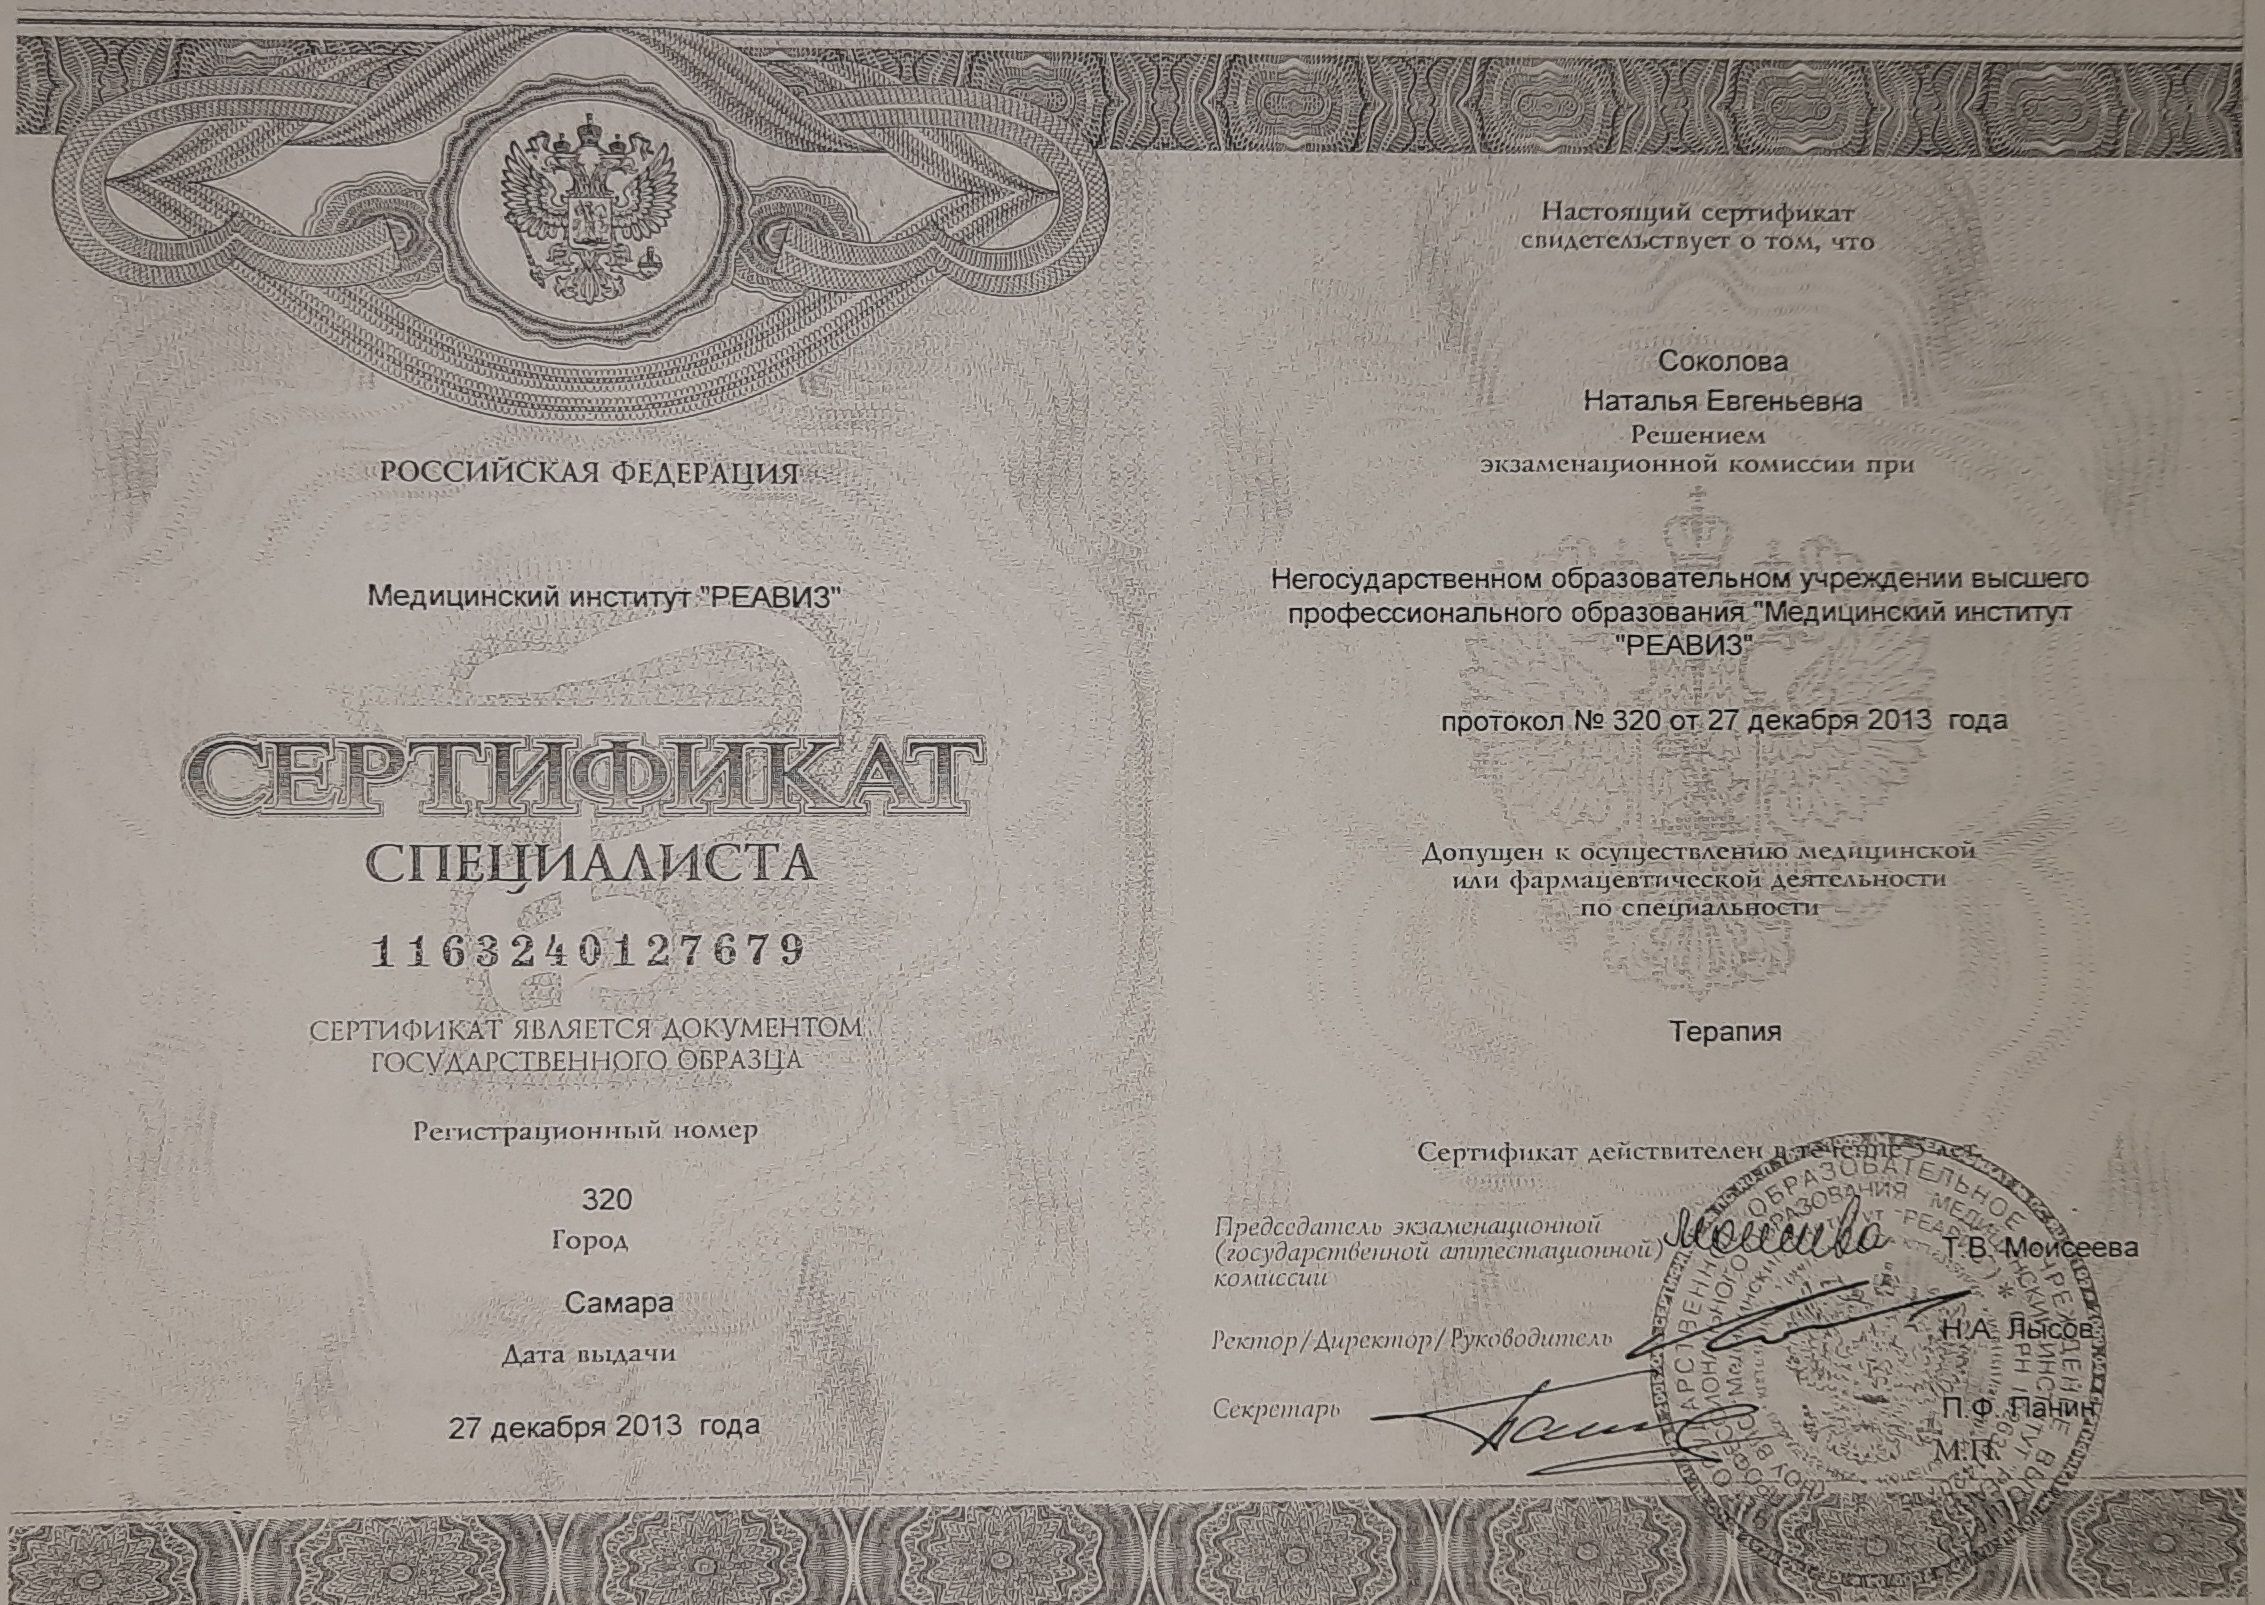 РОССИЙСКАЯ ФЕДЕРАЦИЯ
Медицинский институт "РЕАВИЗ"
СЕРТИФИКАТ
СПЕЦИАЛИСТА
1163240127679
СЕРТИФИКАТ ЯВЛЯЕТСЯ ДОКУМЕНТОМ
ГОСУДАРСТВЕННОГО ОБРАЗЦА
Регистрационный номер
320
Город
Самара
Дата выдачи
27 декабря 2013 года
Настоящий сертификат
свидетельствует о том, что
Соколова
Наталья Евгеньевна
Решением
экзаменационной комиссии при
Негосударственном образовательном учреждении высшего
профессионального образования "Медицинский институт
"РЕАВИЗ"
протокол № 320 от 27 декабря 2013 года
Допущен к осуществлению медицинской
или фармацевтической деятельности
по специальности
Терапия
Сертификат действителен в течение 5 лет.
Председатель экзаменационной
(государственной аттестационной)
комиссии
Т.В. Моисеева
Ректор/Директор/Руководитель
Н.А. Лысов
Секретарь
П.Ф. Панин
М.П.